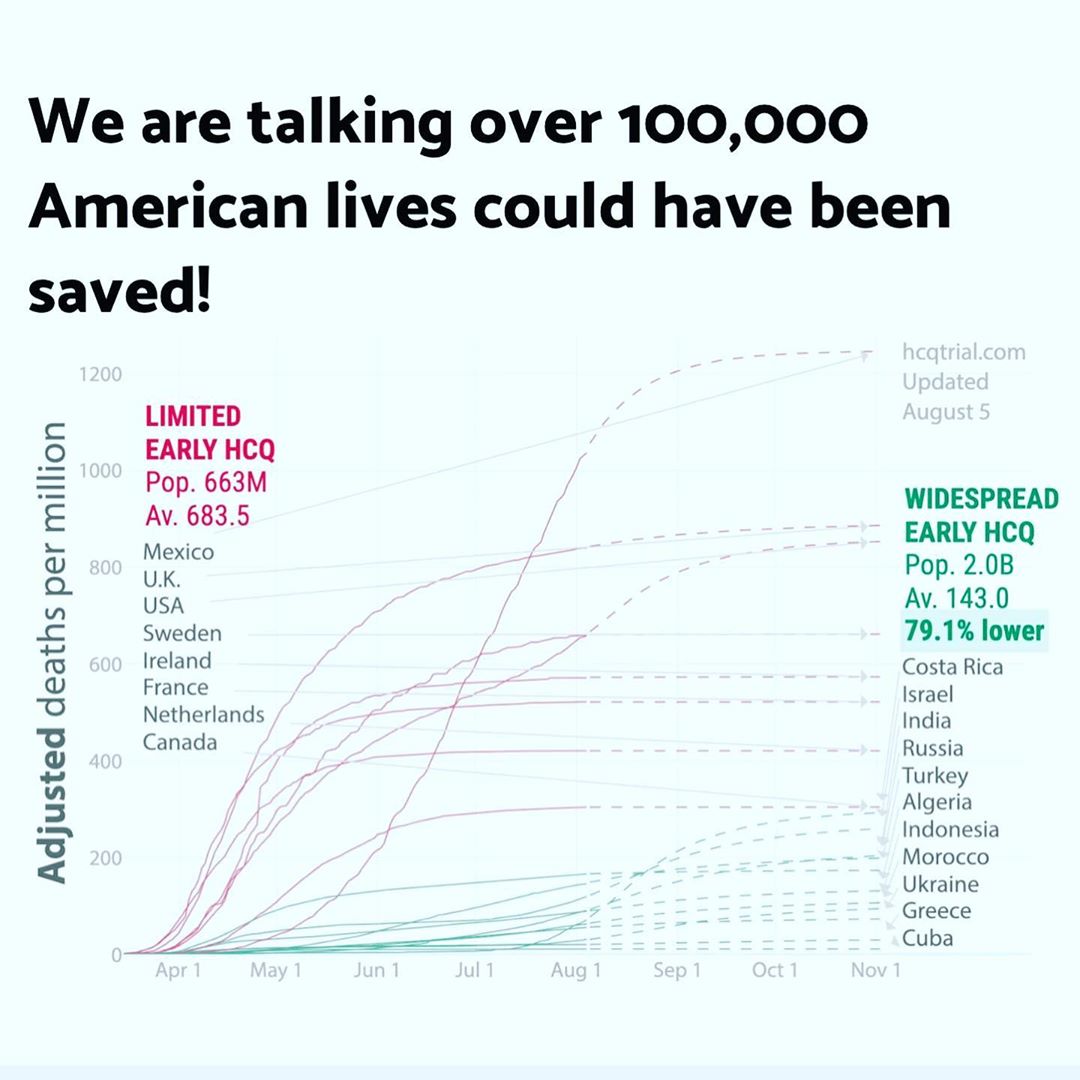 We are talking over 100,000
American lives could have been
saved!
hcqtrial.com
Updated
August 5
1200
1000
800
600
400
200
0
Adjusted deaths per million
LIMITED
EARLY HCQ
Pop. 663M
Av. 683.5
Mexico
U.K.
USA
Sweden
Ireland
France
Netherlands
Canada
WIDESPREAD
EARLY HCQ
Pop. 2.0B
Av. 143.0
79.1% lower
Costa Rica
Israel
India
Russia
Turkey
Algeria
Indonesia
Morocco
Ukraine
Greece
Cuba
Apr 1 May 1 Jun 1 Jul 1 Aug 1 Sep 1 Oct 1 Nov 1